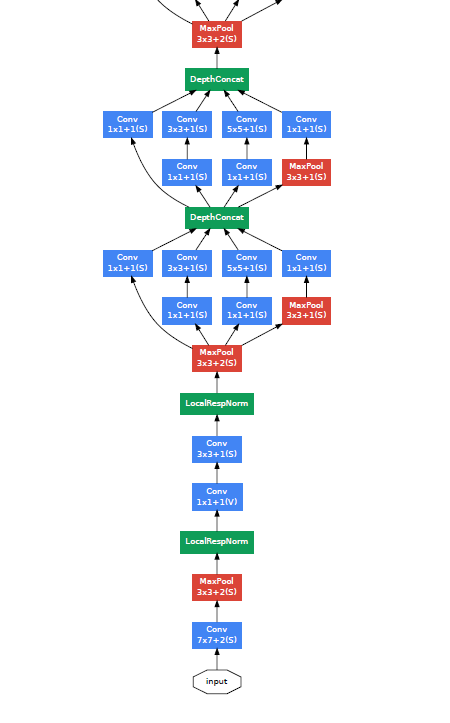 MaxPool
3x3+2(S)
DepthConcat
Conv
1x1+1(S)
Conv
3x3+1(S)
Conv
5x5+1(S)
Conv
1x1+1(S)
Conv
1x1+1(S)
Conv
1x1+1(S)
MaxPool
3x3+1(S)
DepthConcat
Conv
1x1+1(S)
Conv
3x3+1(S)
Conv
5x5+1(S)
Conv
1x1+1(S)
Conv
1x1+1(S)
Conv
1x1+1(S)
MaxPool
3x3+1(S)
MaxPool
3x3+2(S)
LocalRespNorm
Conv
3x3+1(S)
Conv
1x1+1(V)
LocalRespNorm
MaxPool
3x3+2(S)
Conv
7x7+2(S)
input